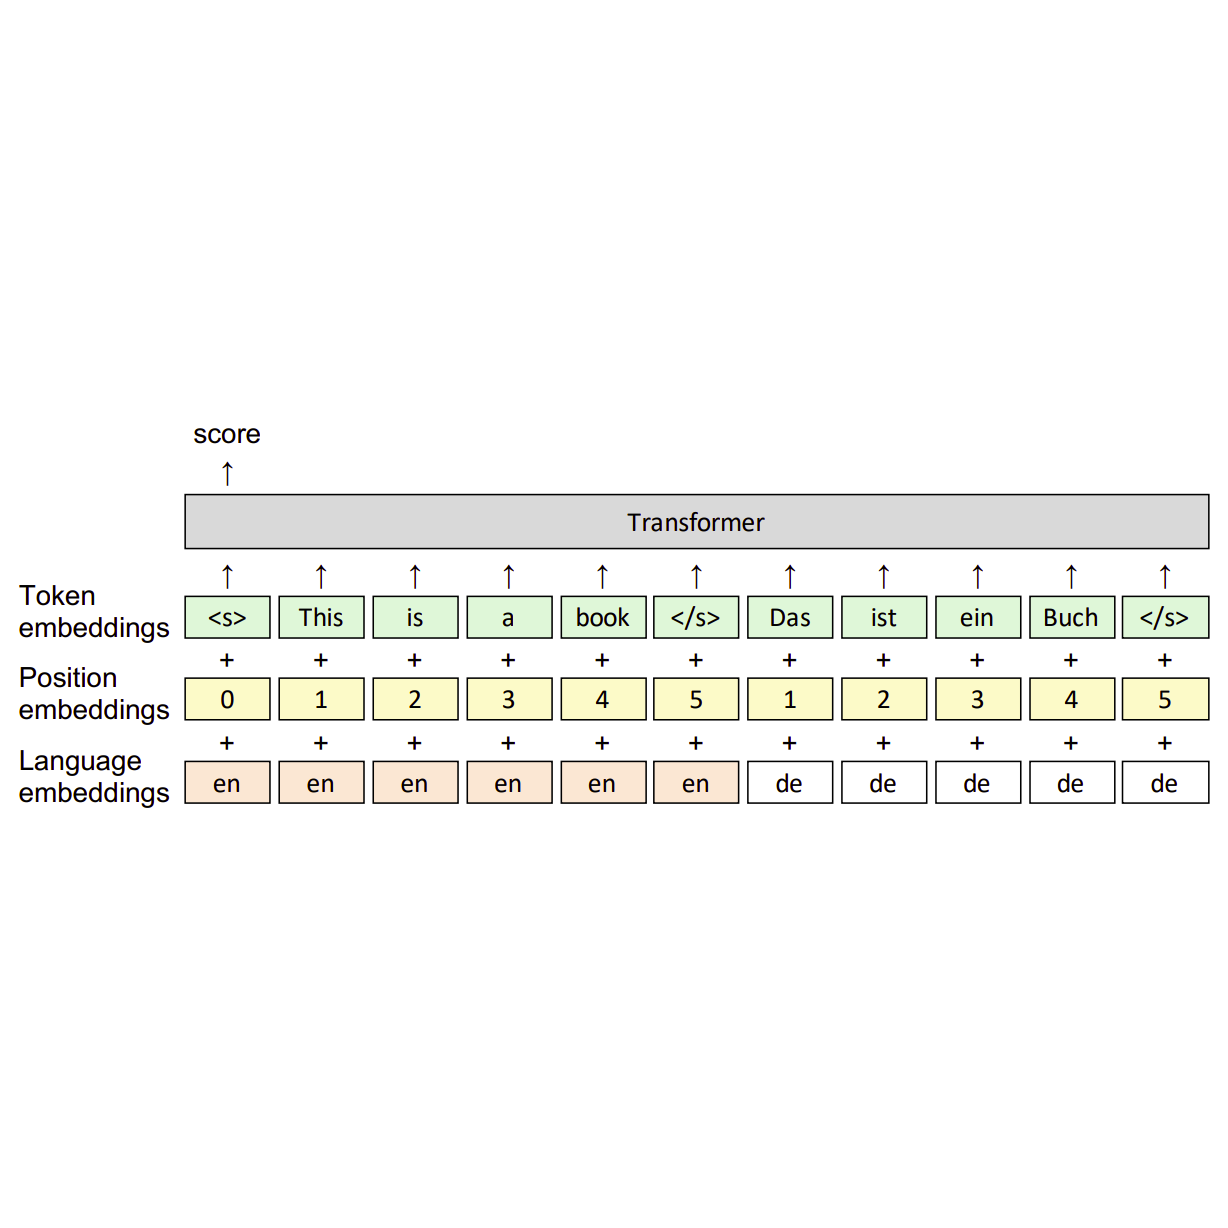 score
↑
Transformer
↑ ↑ ↑ ↑ ↑ ↑ ↑ ↑ ↑ ↑ ↑
Token
embeddings
<s> This is a book </s> Das ist ein Buch </s>
+ + + + + + + + + + +
Position
embeddings
0 1 2 3 4 5 1 2 3 4 5
+ + + + + + + + + + +
Language
embeddings
en en en en en en de de de de de